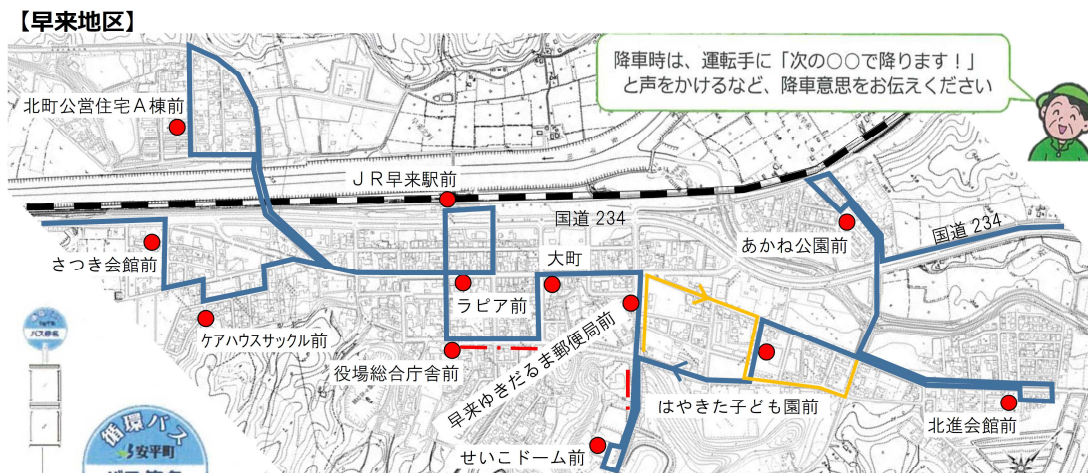 【早来地区】
降車時は、運転手に「次の○○で降ります!」
と声をかけるなど、降車意思をお伝えください
北町公営住宅A棟前
JR早来駅前
国道234
国道234
あかね公園前
さつき会館前
大町
ラピア前
ケアハウスサックル前
早来ゆきだるま郵便局前
役場総合庁舎前
はやきた子ども園前
北進会館前
せいこドーム前
循環バス
安平町